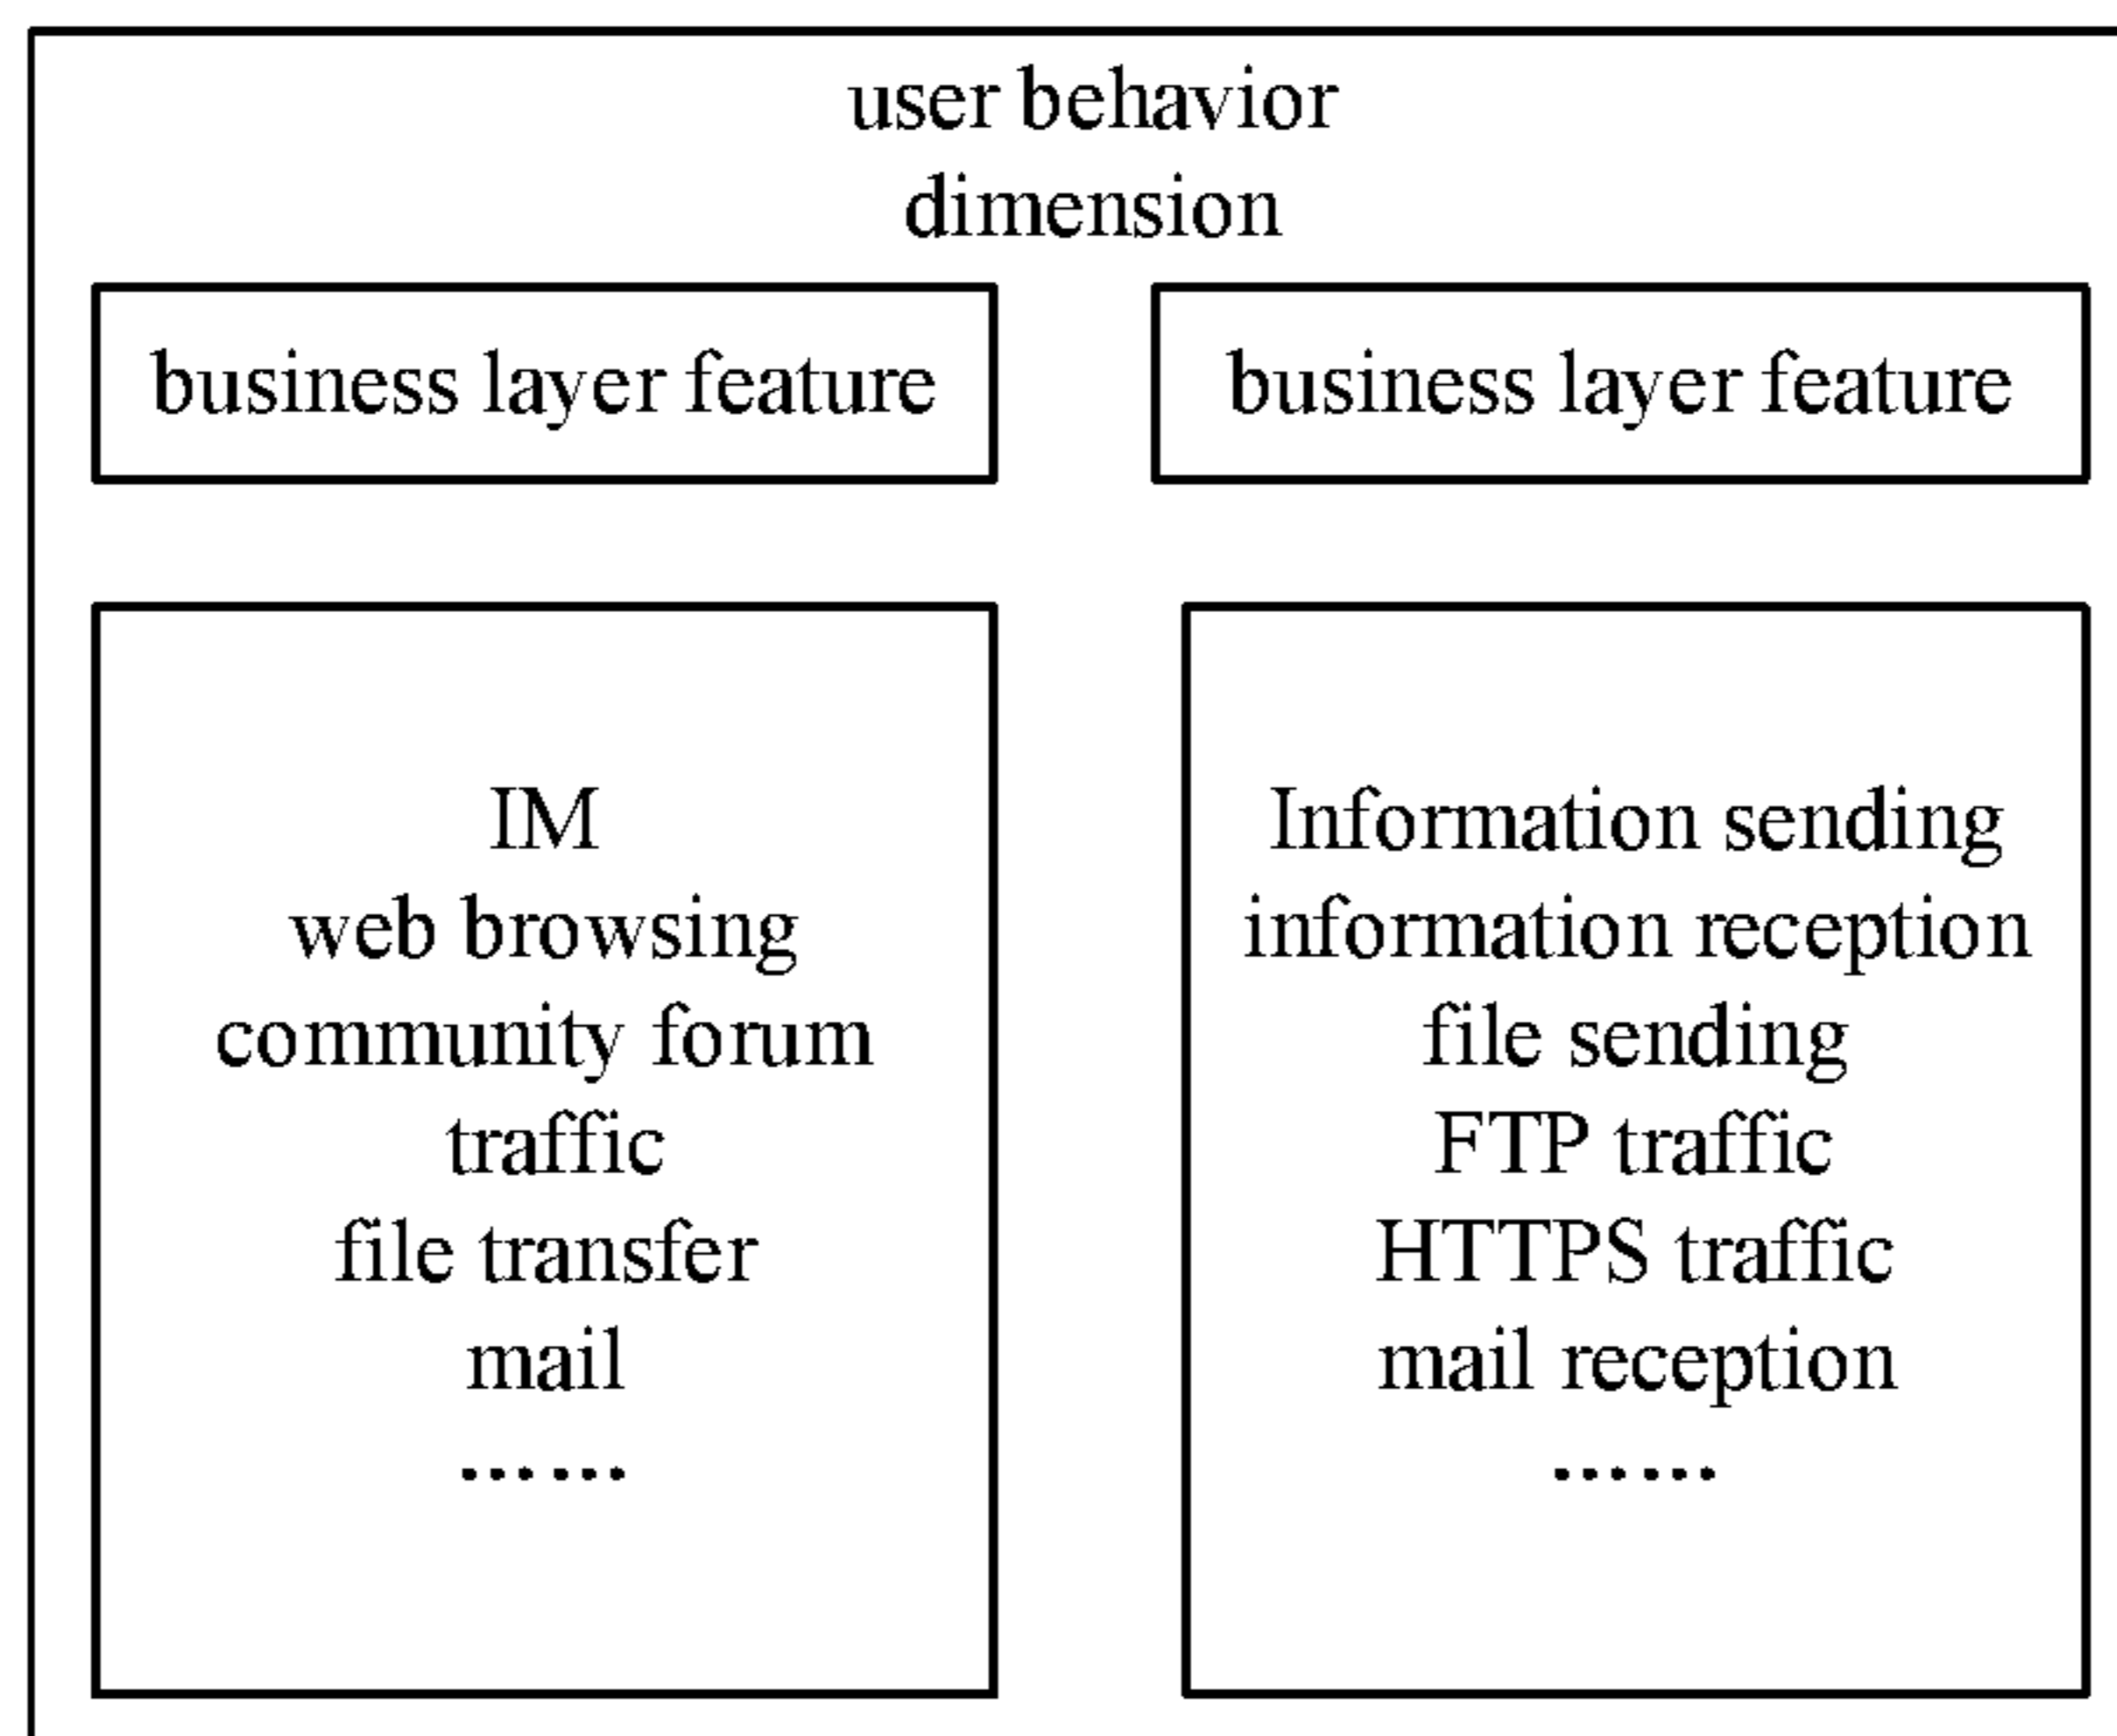 user behavior
dimension
business layer feature
business layer feature
IM
web browsing
community forum
traffic
file transfer
mail
……
Information sending
information reception
file sending
FTP traffic
HTTPS traffic
mail reception
……